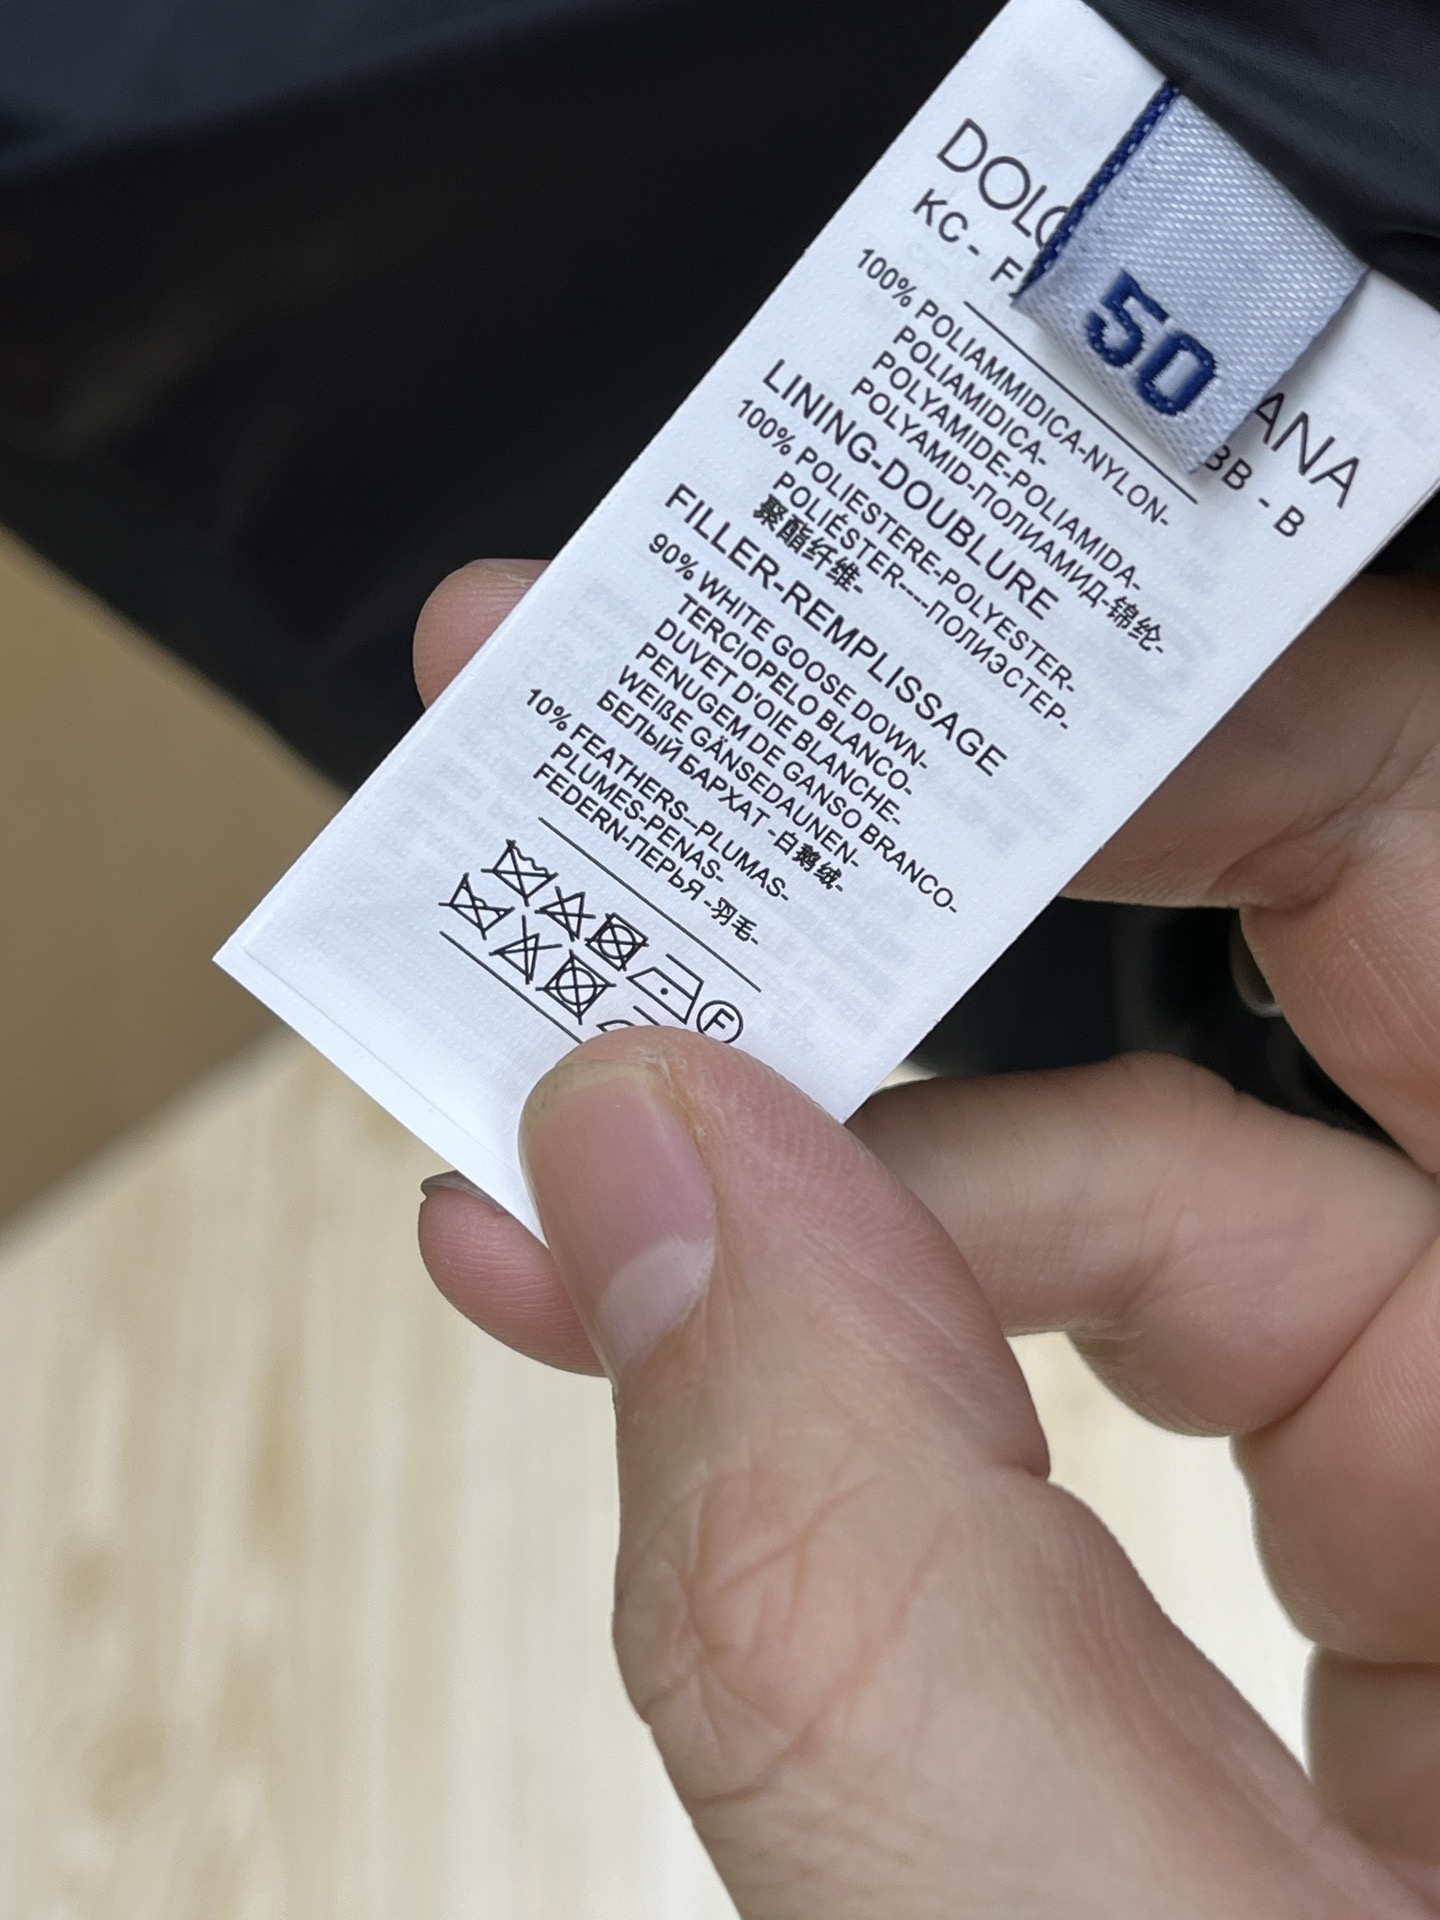 DOLC ANA
KC - F BB - B
50
100% POLIAMMIDICA-NYLON-
POLIAMIDICA-
POLYAMIDE-POLIAMIDA-
POLYAMID-ПОЛИАМИД-锦纶-
LINING-DOUBLURE
100% POLIESTERE-POLYESTER-
POLIÉSTER----ПОЛИЭСТЕР-
聚酯纤维-
FILLER-REMPLISSAGE
90% WHITE GOOSE DOWN-
TERCIOPELO BLANCO-
DUVET D'OIE BLANCHE-
PENUGEM DE GANSO BRANCO-
WEIßE GÄNSEDAUNEN-
БЕЛЫЙ БАРХАТ -白鹅绒-
10% FEATHERS--PLUMAS-
PLUMES-PENAS-
FEDERN-ПЕРЬЯ -羽毛-
F